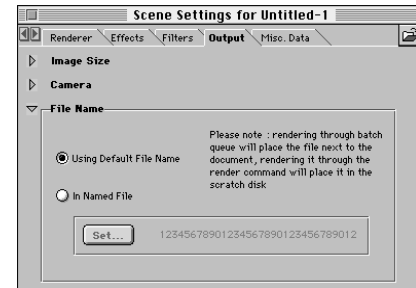 Scene Settings for Untitled-1
Renderer Effects Filters Output Misc. Data
Image Size
Camera
File Name
Using Default File Name
In Named File
Please note : rendering through batch
queue will place the file next to the
document, rendering it through the
render command will place it in the
scratch disk
Set... 12345678901234567890123456789012